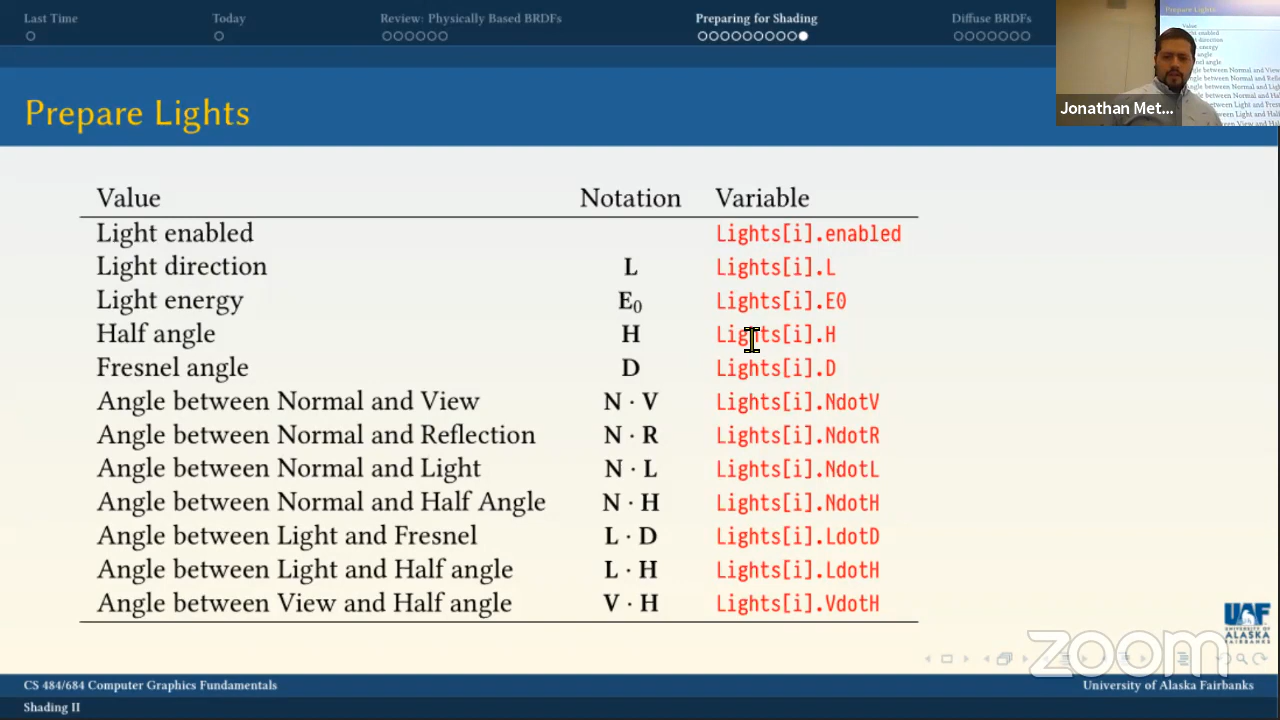 Last Time Today Review: Physically Based BRDFs Preparing for Shading Diffuse BRDFs
Prepare Lights
Jonathan Met...
Value Notation Variable
Light enabled Lights[i].enabled
Light direction L Lights[i].L
Light energy E₀ Lights[i].E0
Half angle H Lights[i].H
Fresnel angle D Lights[i].D
Angle between Normal and View N · V Lights[i].NdotV
Angle between Normal and Reflection N · R Lights[i].NdotR
Angle between Normal and Light N · L Lights[i].NdotL
Angle between Normal and Half Angle N · H Lights[i].NdotH
Angle between Light and Fresnel L · D Lights[i].LdotD
Angle between Light and Half angle L · H Lights[i].LdotH
Angle between View and Half angle V · H Lights[i].VdotH
UAF
UNIVERSITY OF
ALASKA
FAIRBANKS
zoom
CS 484/684 Computer Graphics Fundamentals University of Alaska Fairbanks
Shading II